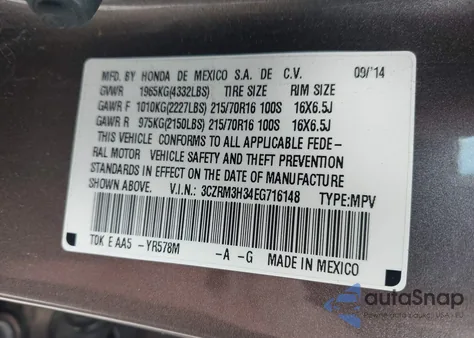 MFD. BY HONDA DE MEXICO S.A. DE C.V. 09/14
GVWR 1965KG(4332LBS) TIRE SIZE RIM SIZE
GAWR F 1010KG(2227LBS) 215/70R16 100S 16X6.5J
GAWR R 975KG(2150LBS) 215/70R16 100S 16X6.5J
THIS VEHICLE CONFORMS TO ALL APPLICABLE FEDE-
RAL MOTOR VEHICLE SAFETY AND THEFT PREVENTION
STANDARDS IN EFFECT ON THE DATE OF MANUFACTURE
SHOWN ABOVE. V.I.N.: 3CZRM3H34EG716148 TYPE:MPV
TDK E AA5 -YR578M -A -G MADE IN MEXICO
autaSnap